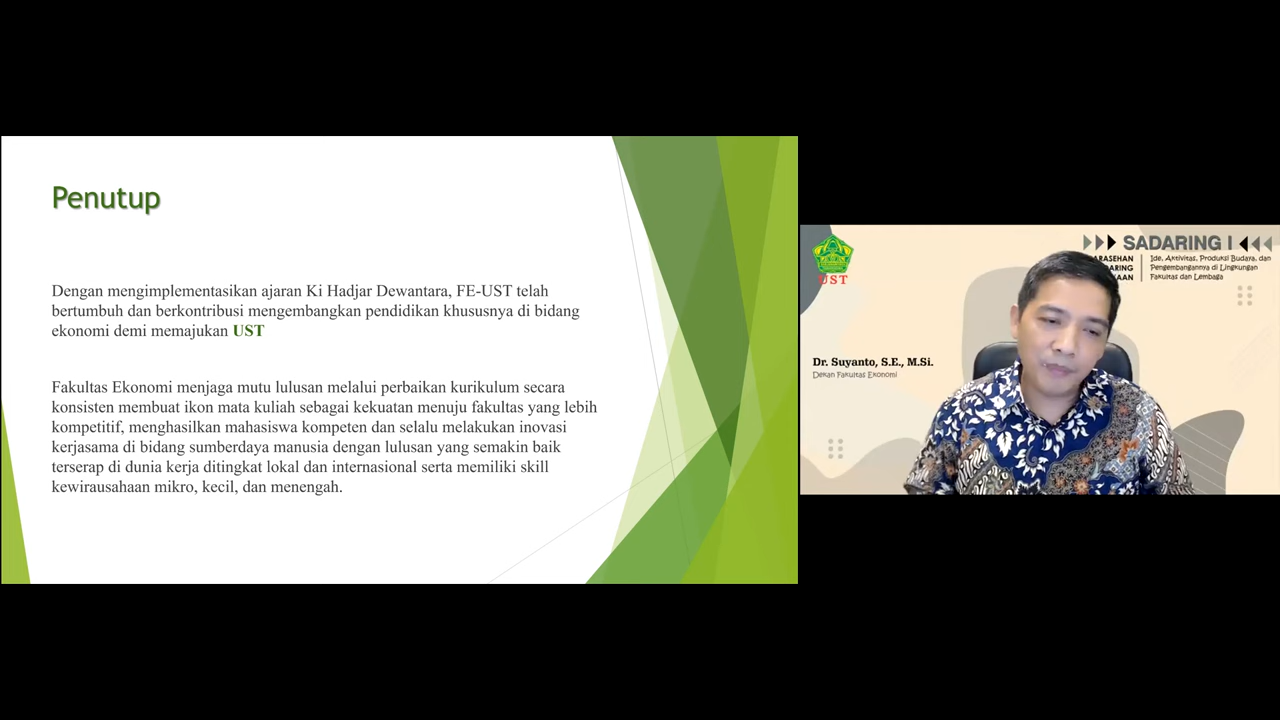 Penutup
Dengan mengimplementasikan ajaran Ki Hadjar Dewantara, FE-UST telah
bertumbuh dan berkontribusi mengembangkan pendidikan khususnya di bidang
ekonomi demi memajukan UST
Fakultas Ekonomi menjaga mutu lulusan melalui perbaikan kurikulum secara
konsisten membuat ikon mata kuliah sebagai kekuatan menuju fakultas yang lebih
kompetitif, menghasilkan mahasiswa kompeten dan selalu melakukan inovasi
kerjasama di bidang sumberdaya manusia dengan lulusan yang semakin baik
terserap di dunia kerja ditingkat lokal dan internasional serta memiliki skill
kewirausahaan mikro, kecil, dan menengah.
UST
SADARING I
ARASEHAN
ARING
AAN
Ide, Aktivitas, Produksi Budaya, dan
Pengembangannya di Lingkungan
Fakultas dan Lembaga
Dr. Suyanto, S.E., M.Si.
Dekan Fakultas Ekonomi